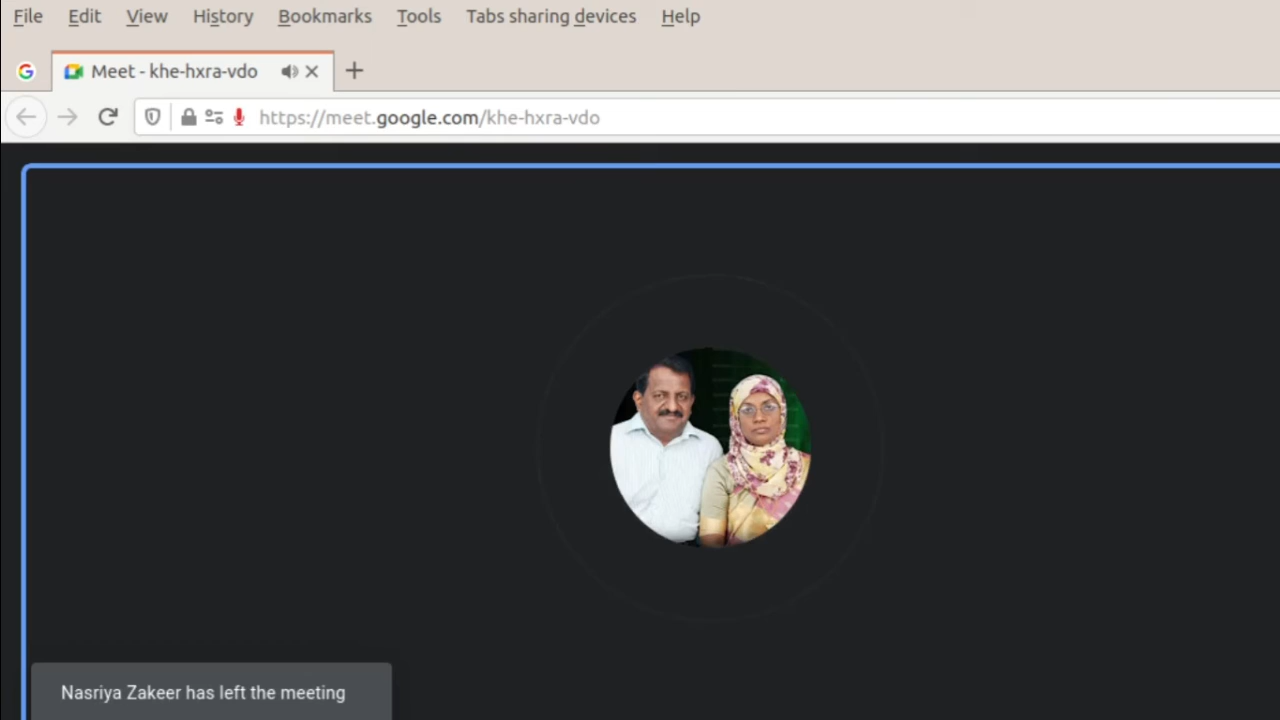 File Edit View History Bookmarks Tools Tabs sharing devices Help
Meet - khe-hxra-vdo
https://meet.google.com/khe-hxra-vdo
Nasriya Zakeer has left the meeting